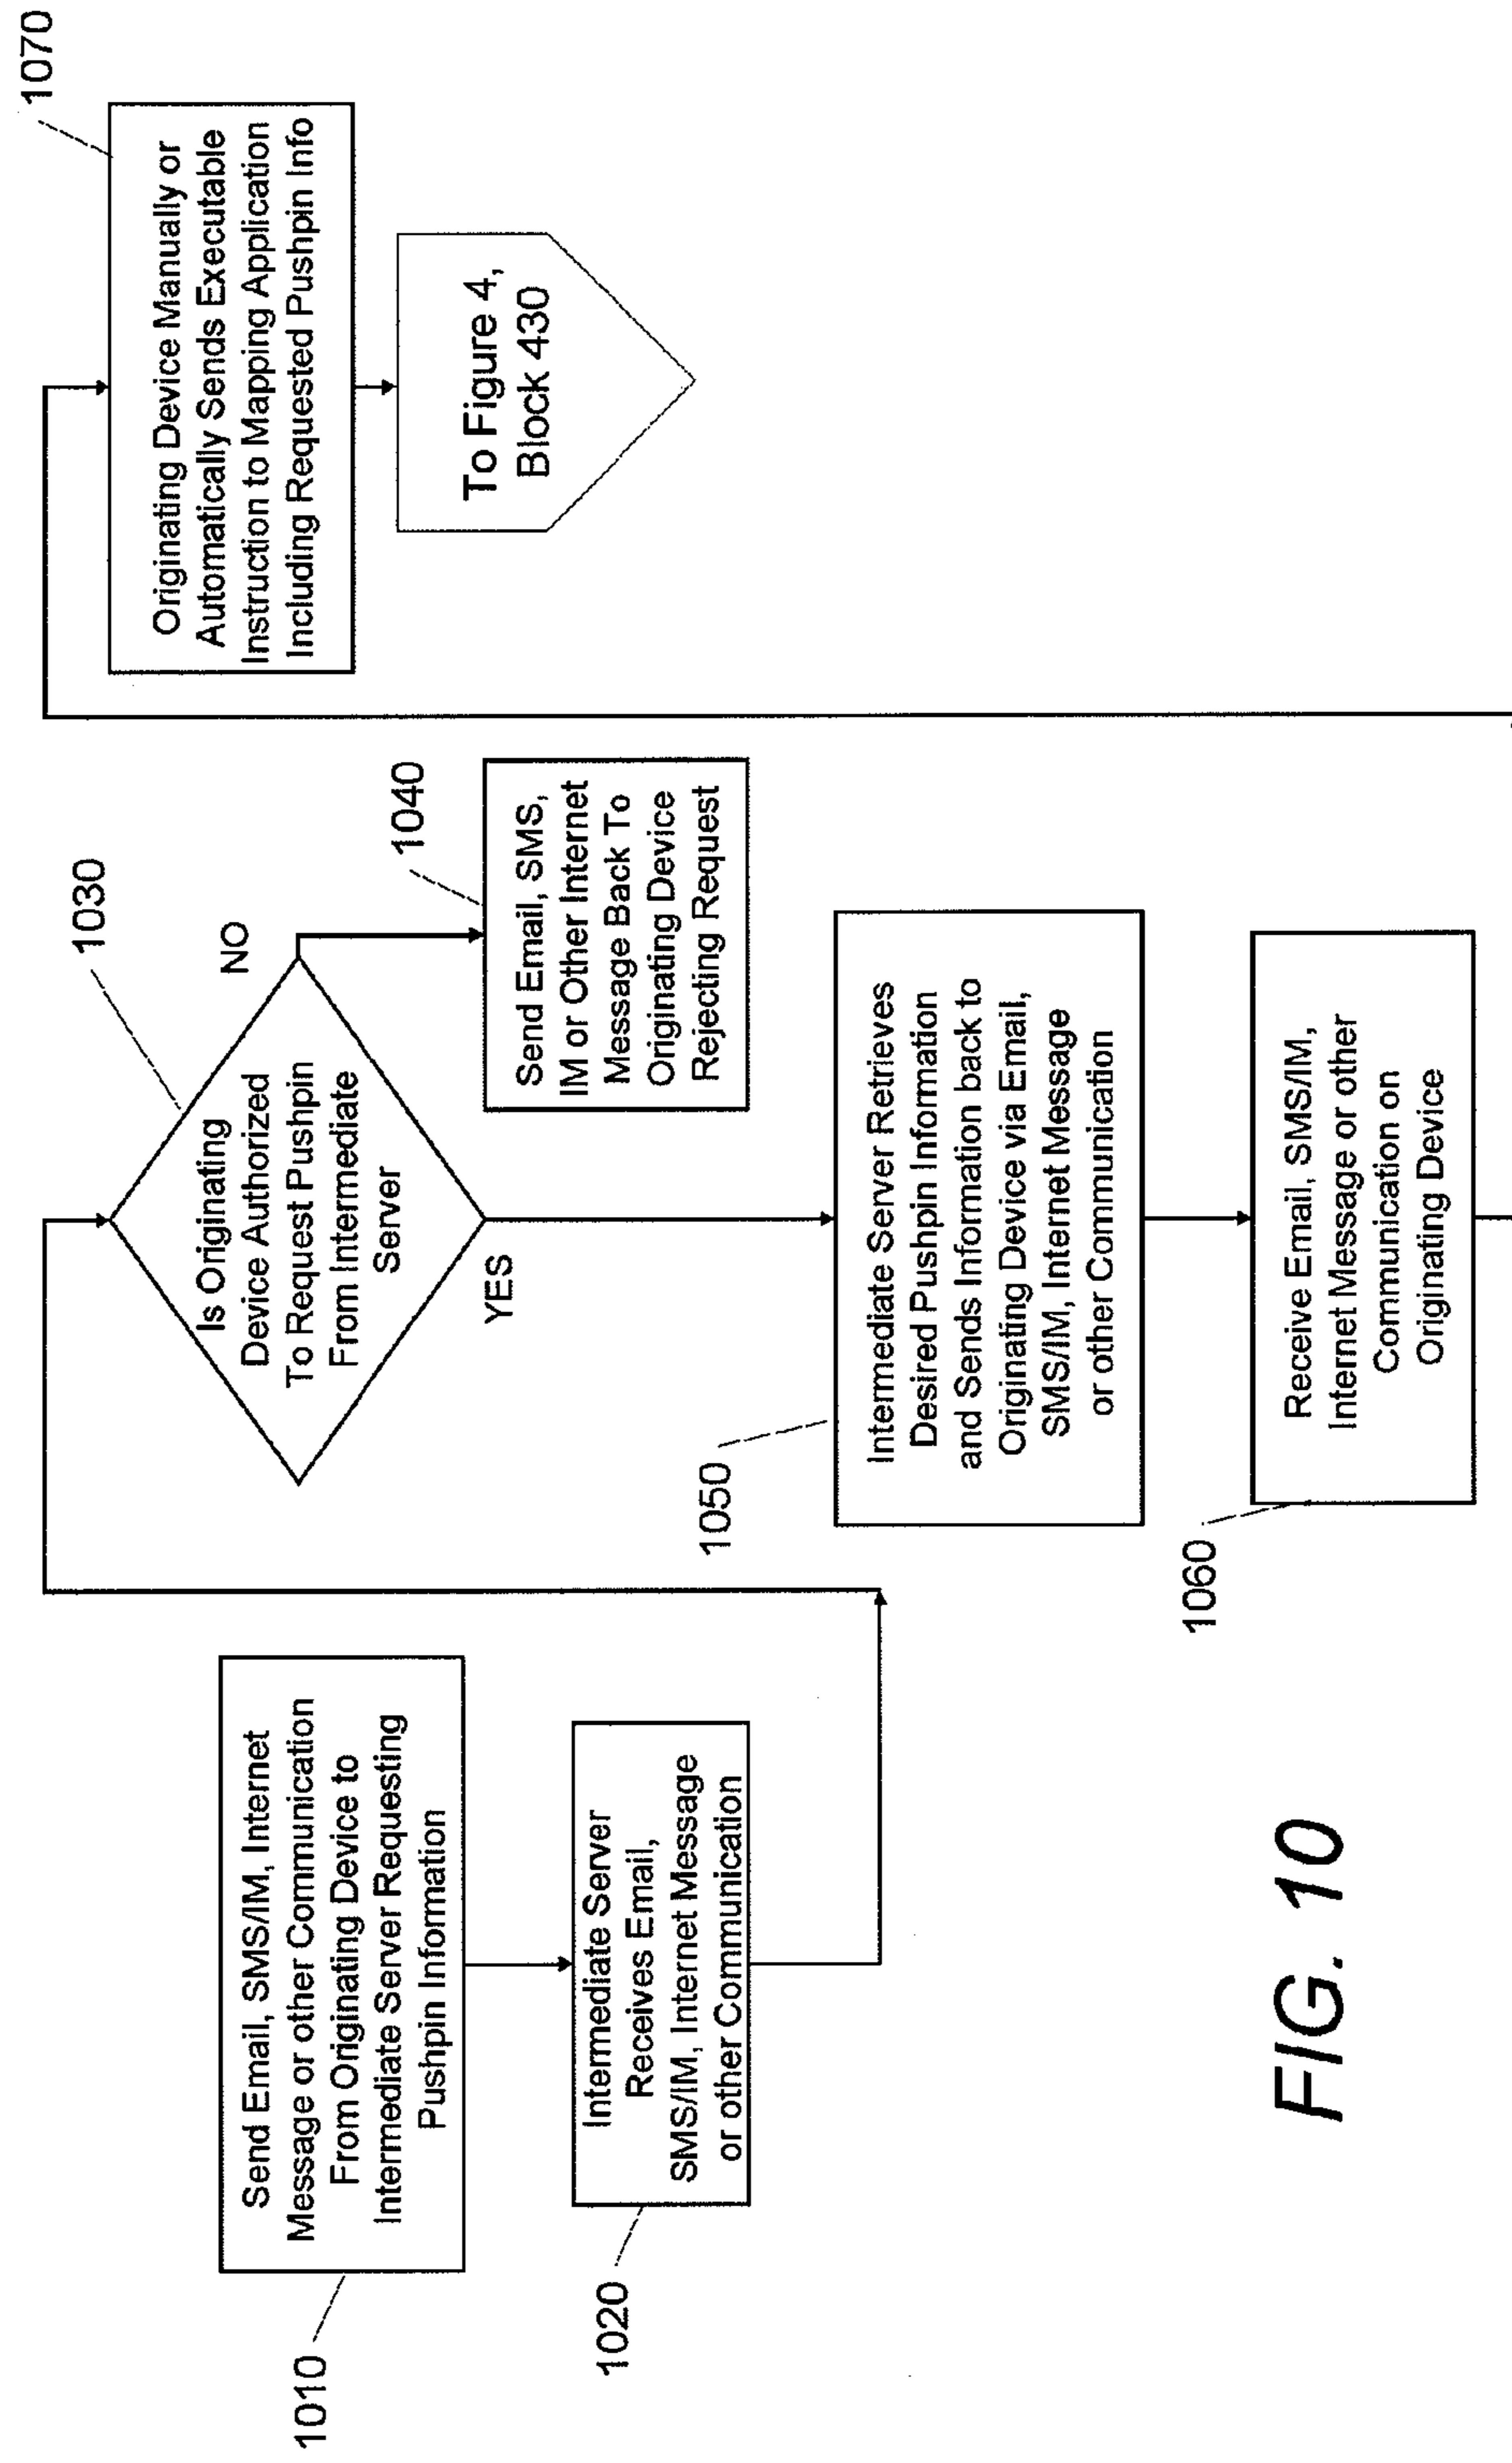 1010
Send Email, SMS/IM, Internet
Message or other Communication
From Originating Device to
Intermediate Server Requesting
Pushpin Information
1020
Intermediate Server
Receives Email,
SMS/IM, Internet Message
or other Communication
1030
Is Originating
Device Authorized
To Request Pushpin
From Intermediate
Server
NO
YES
1040
Send Email, SMS,
IM or Other Internet
Message Back To
Originating Device
Rejecting Request
1050
Intermediate Server Retrieves
Desired Pushpin Information
and Sends Information back to
Originating Device via Email,
SMS/IM, Internet Message
or other Communication
1060
Receive Email, SMS/IM,
Internet Message or other
Communication on
Originating Device
1070
Originating Device Manually or
Automatically Sends Executable
Instruction to Mapping Application
Including Requested Pushpin Info
To Figure 4,
Block 430
FIG. 10